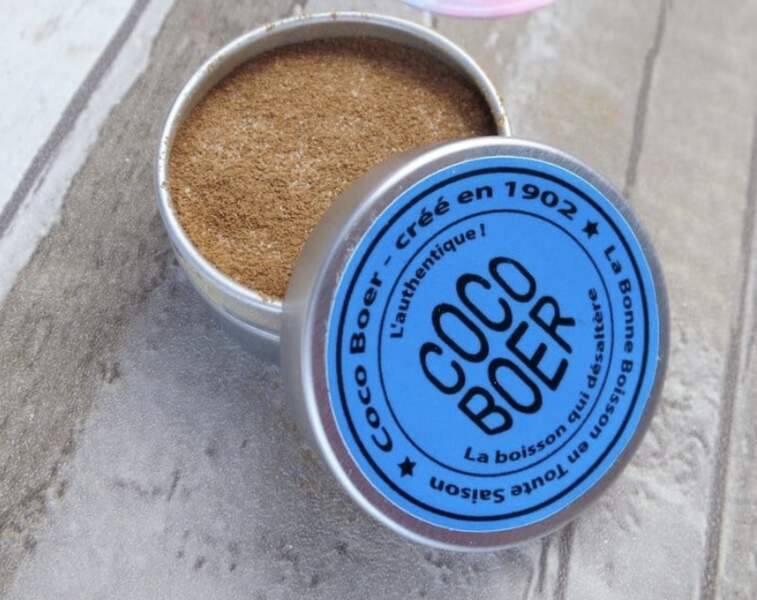 Coco Boer - créé en 1902 ★
La Bonne Boisson en Toute Saison ★
L'authentique !
COCO
BOER
La boisson qui désaltère